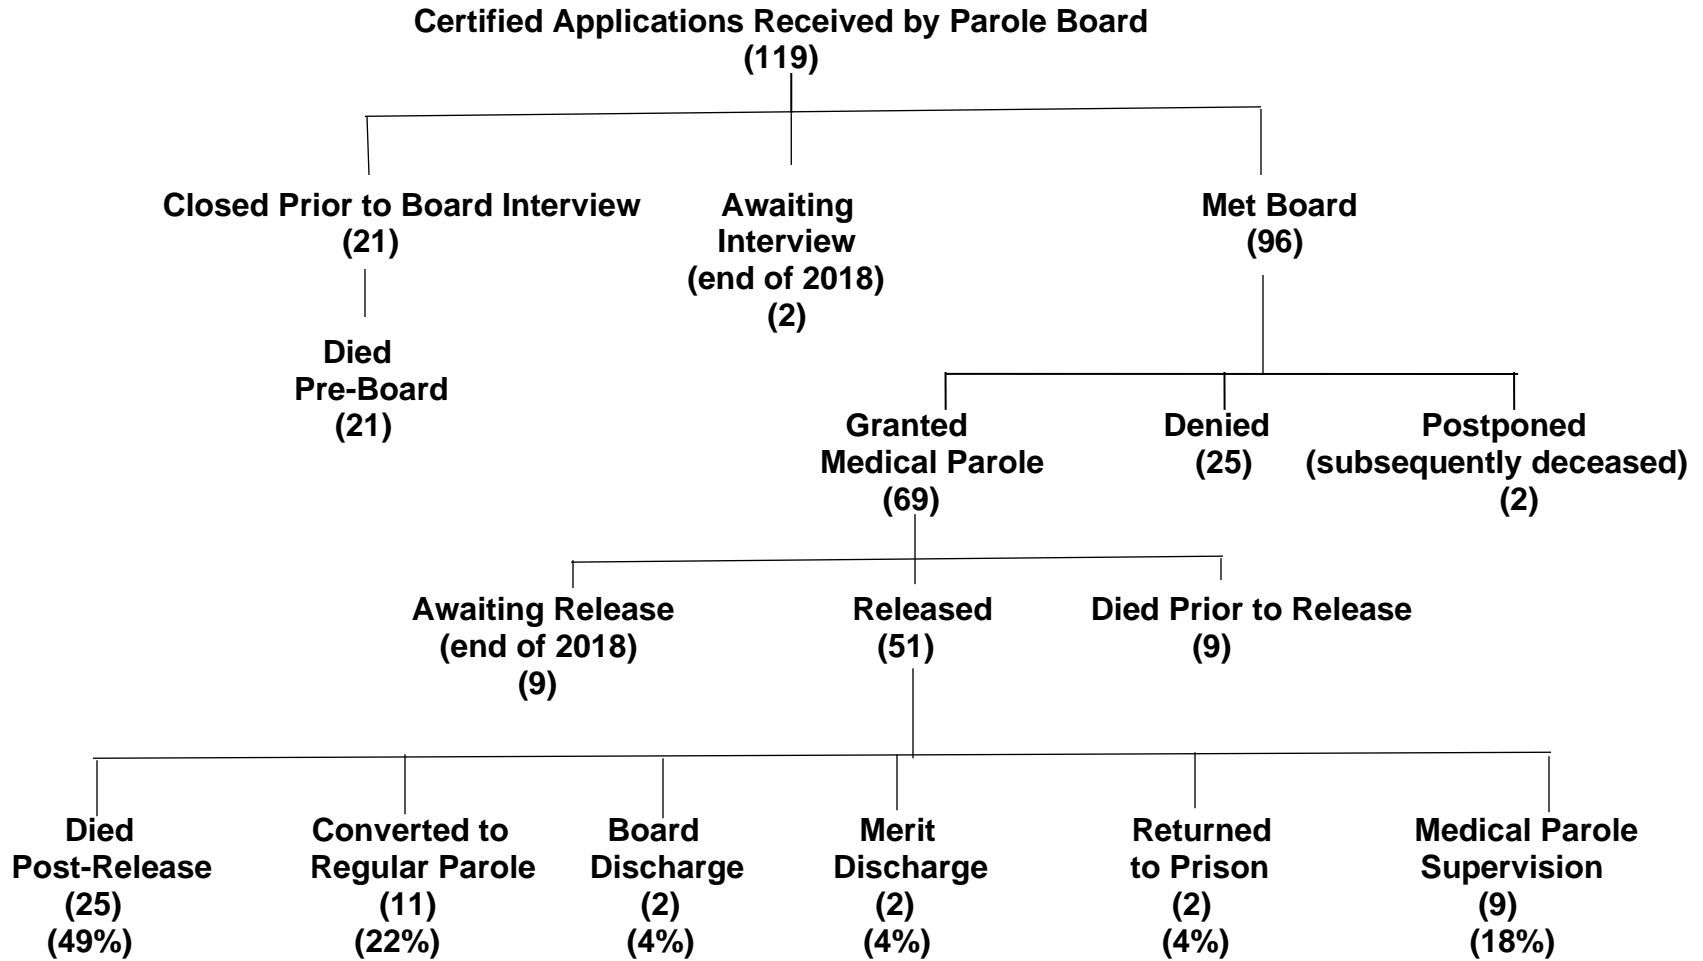 Certified Applications Received by Parole Board
(119)
Closed Prior to Board Interview
(21)
Awaiting
Interview
(end of 2018)
(2)
Met Board
(96)
Died
Pre-Board
(21)
Granted
Medical Parole
(69)
Denied
(25)
Postponed
(subsequently deceased)
(2)
Awaiting Release
(end of 2018)
(9)
Released
(51)
Died Prior to Release
(9)
Died
Post-Release
(25)
(49%)
Converted to
Regular Parole
(11)
(22%)
Board
Discharge
(2)
(4%)
Merit
Discharge
(2)
(4%)
Returned
to Prison
(2)
(4%)
Medical Parole
Supervision
(9)
(18%)